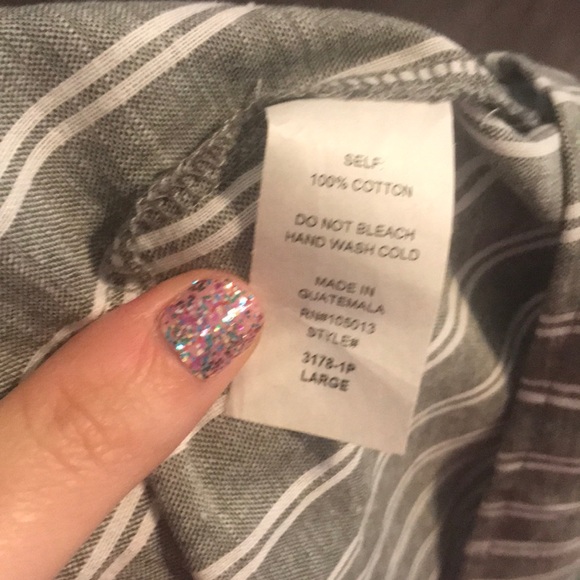 SELF:
100% COTTON
DO NOT BLEACH
HAND WASH COLD
MADE IN
GUATEMALA
RN#105013
STYLE#
3178-1P
LARGE